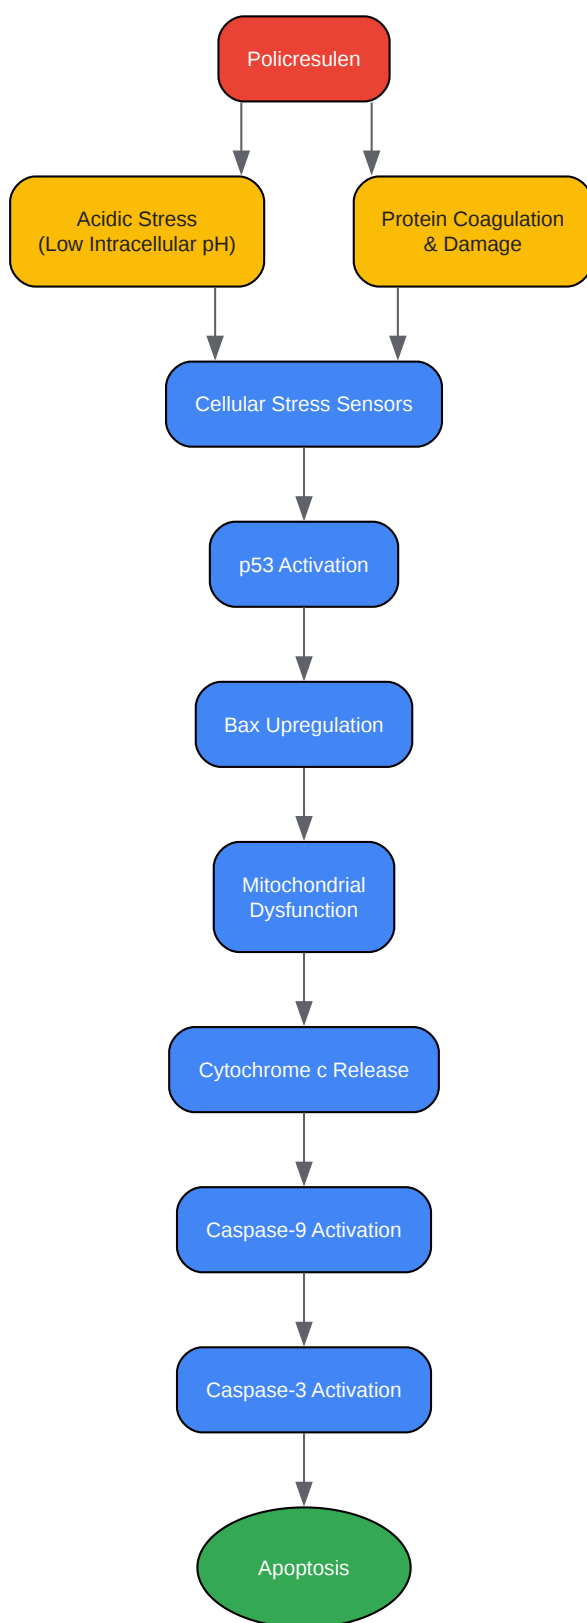 Policresulen
Acidic Stress
(Low Intracellular pH)
Protein Coagulation
& Damage
Cellular Stress Sensors
p53 Activation
Bax Upregulation
Mitochondrial
Dysfunction
Cytochrome c Release
Caspase-9 Activation
Caspase-3 Activation
Apoptosis